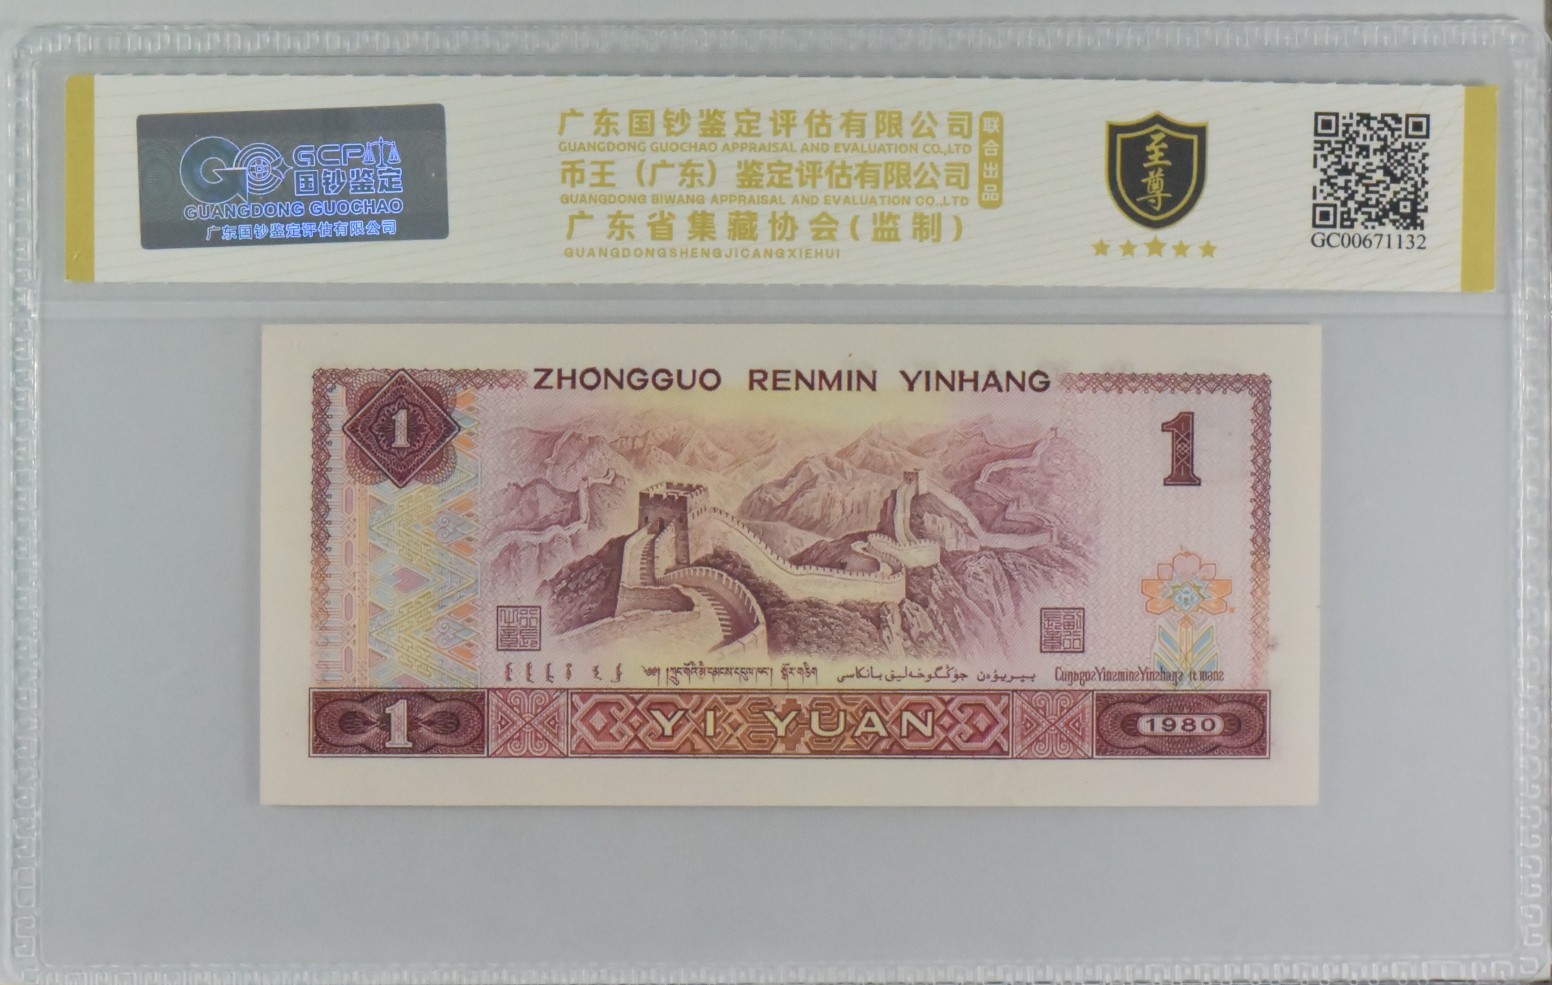 GCP
国钞鉴定
GUANGDONG GUOCHAO
广东国钞鉴定评估有限公司
广东国钞鉴定评估有限公司
GUANGDONG GUOCHAO APPRAISAL AND EVALUATION CO.,LTD
币王（广东）鉴定评估有限公司
GUANGDONG BIWANG APPRAISAL AND EVALUATION CO.,LTD
联合出品
广东省集藏协会(监制)
GUANGDONGSHENGJICANGXIEHUI
至尊
GC00671132
ZHONGGUO RENMIN YINHANG
1
1
1
YI YUAN
1980